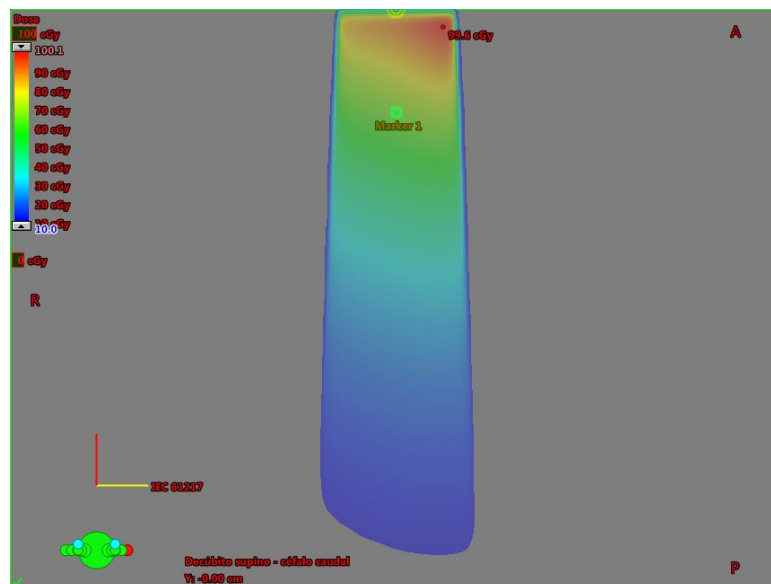 Dose
100 cGy
100.1
90 cGy
80 cGy
70 cGy
60 cGy
50 cGy
40 cGy
30 cGy
20 cGy
10 cGy
10.0
0 cGy
99.6 cGy
A
Marker 1
R
IEC 61217
Decúbito supino - céfalo caudal
Y: -0.00 cm
P